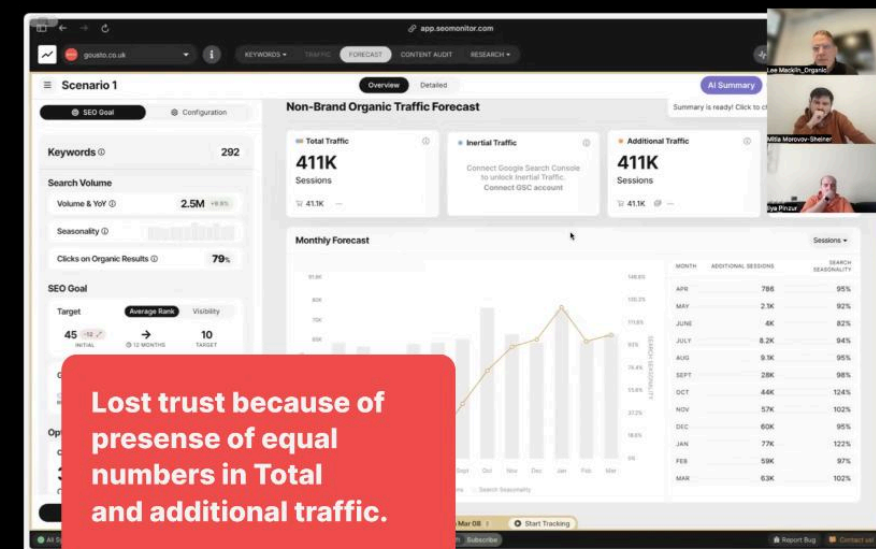 app.seomonitor.com
gousto.co.uk
KEYWORDS
TRAFFIC
FORECAST
CONTENT AUDIT
RESEARCH
Scenario 1
Overview
Detailed
AI Summary
SEO Goal
Configuration
Non-Brand Organic Traffic Forecast
Summary is ready! Click to
Keywords
292
Total Traffic
411K
Sessions
41.1K
Inertial Traffic
Connect Google Search Console
to unlock Inertial Traffic.
Connect GSC account
Additional Traffic
411K
Sessions
41.1K
Search Volume
Volume & YoY
2.5M
Seasonality
Clicks on Organic Results
79%
SEO Goal
Target
Average Rank
Visibility
45
10
INITIAL
12 MONTHS
TARGET
Monthly Forecast
Sessions
MONTH ADDITIONAL SESSIONS SEARCH SEASONALITY
APR 786 95%
MAY 2.1K 92%
JUNE 4K 82%
JULY 8.2K 94%
AUG 9.1K 95%
SEPT 28K 98%
OCT 44K 124%
NOV 57K 102%
DEC 60K 95%
JAN 77K 122%
FEB 59K 97%
MAR 63K 102%
SEARCH SEASONALITY
Sept Oct Nov Dec Jan Feb Mar
Search Seasonality
Lost trust because of
presense of equal
numbers in Total
and additional traffic.
Mar 08
Start Tracking
Subscribe
Report Bug
Contact us!
Lee Macklin_Organic
Mitia Morovov-Sheiner
Ilya Pinzur